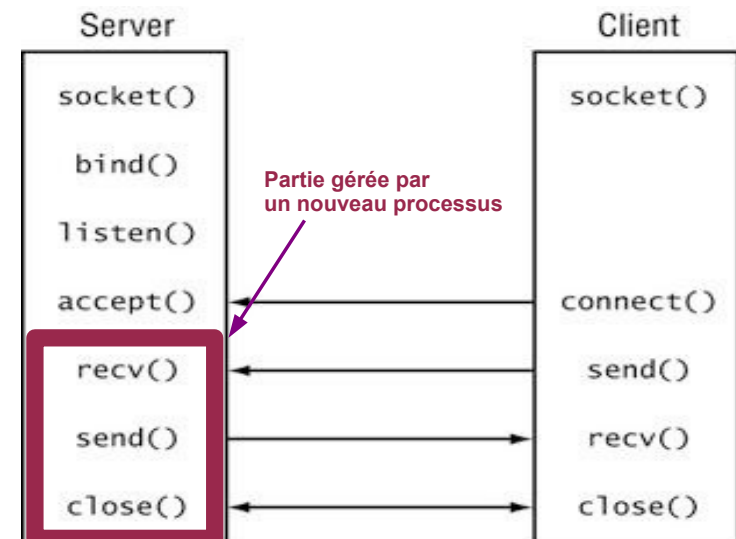 Server
Client
socket()
socket()
bind()
Partie gérée par
un nouveau processus
listen()
accept()
connect()
recv()
send()
send()
recv()
close()
close()